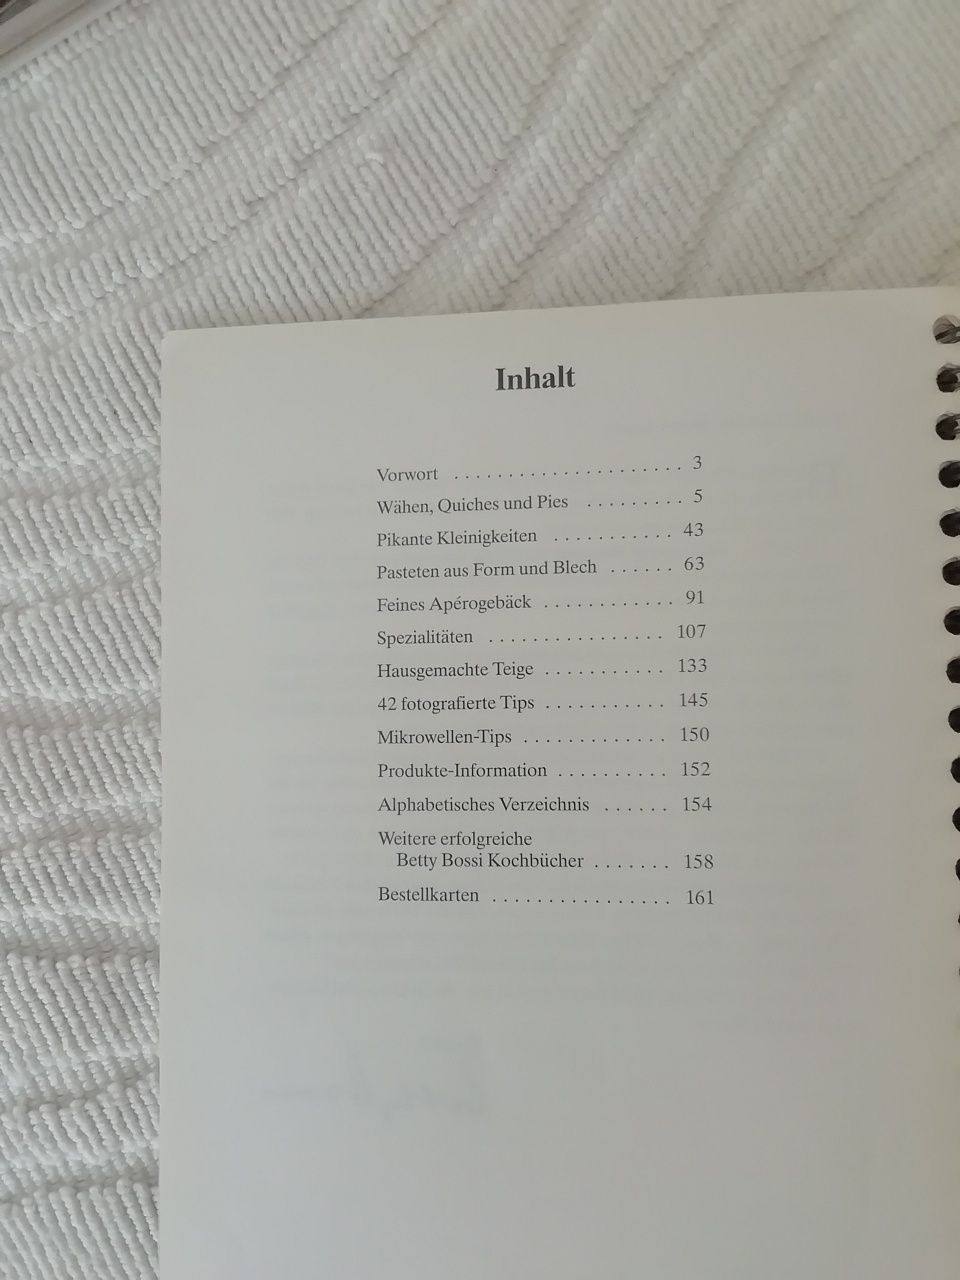 Inhalt
Vorwort . . . . . . . . . . . . . . . . . . . . . . 3
Wähen, Quiches und Pies . . . . . . . . . 5
Pikante Kleinigkeiten . . . . . . . . . . . 43
Pasteten aus Form und Blech . . . . . . 63
Feines Apérogebäck . . . . . . . . . . . . 91
Spezialitäten . . . . . . . . . . . . . . . . 107
Hausgemachte Teige . . . . . . . . . . . 133
42 fotografierte Tips . . . . . . . . . . . 145
Mikrowellen-Tips . . . . . . . . . . . . . 150
Produkte-Information . . . . . . . . . . 152
Alphabetisches Verzeichnis . . . . . . 154
Weitere erfolgreiche
Betty Bossi Kochbücher . . . . . . . 158
Bestellkarten . . . . . . . . . . . . . . . . 161